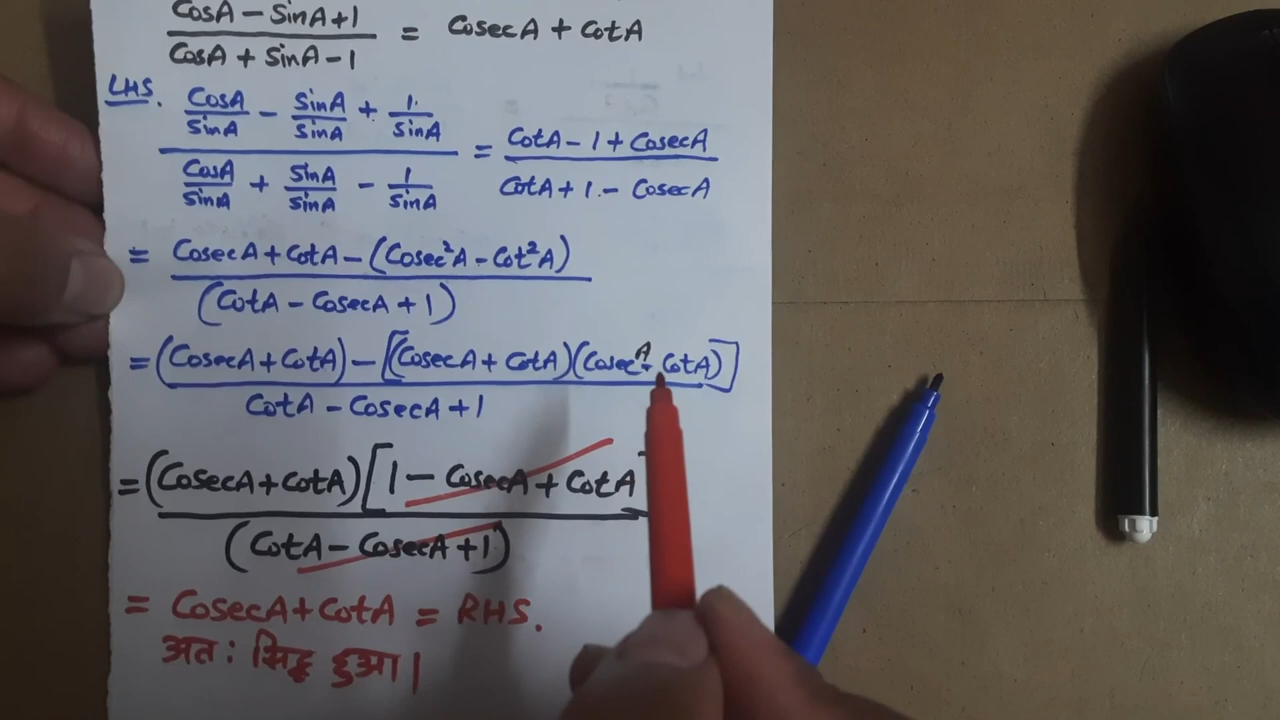 CosA - SinA + 1 / CosA + SinA - 1 = CosecA + CotA
LHS. CosA/SinA - SinA/SinA + 1/SinA / CosA/SinA + SinA/SinA - 1/SinA = CotA - 1 + CosecA / CotA + 1 - CosecA
= CosecA + CotA - (Cosec²A - Cot²A) / (CotA - CosecA + 1)
= (CosecA + CotA) - [(CosecA + CotA)(CosecA - CotA)] / CotA - CosecA + 1
= (CosecA + CotA) [1 - CosecA + CotA / (CotA - CosecA + 1)
= CosecA + CotA = RHS.
अतः सिद्ध हुआ।